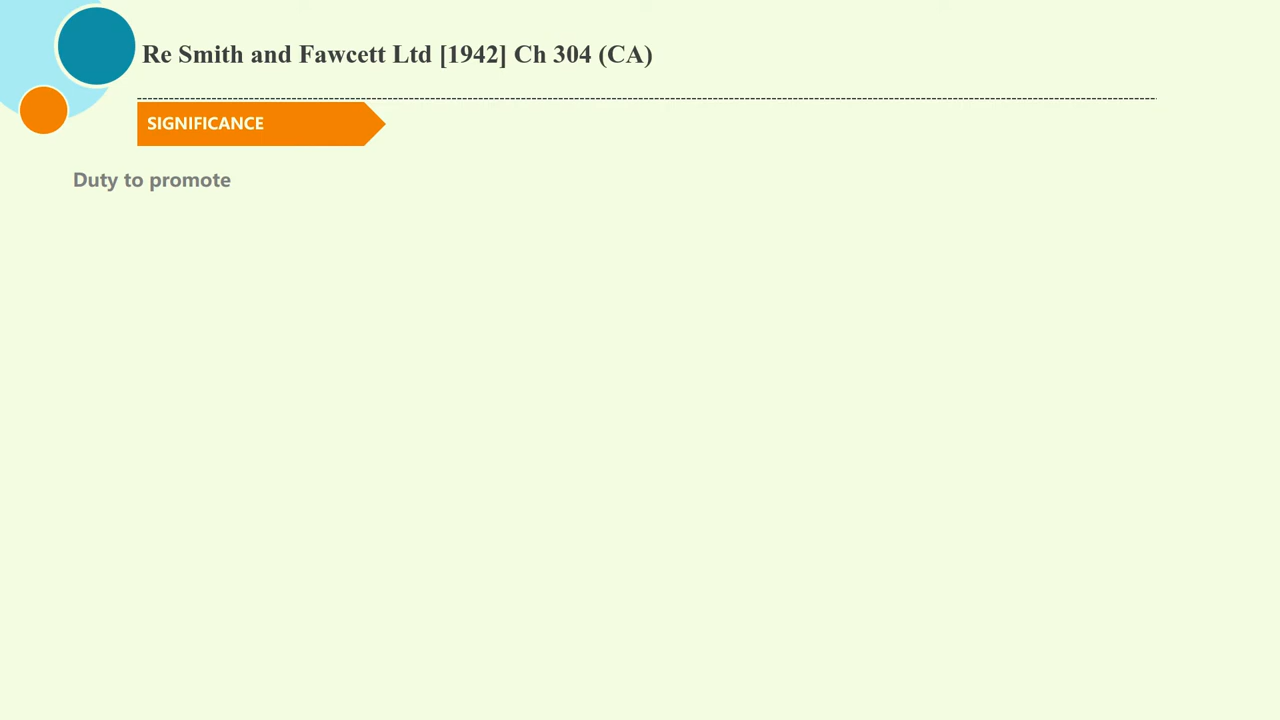 Re Smith and Fawcett Ltd [1942] Ch 304 (CA)
SIGNIFICANCE
Duty to promote